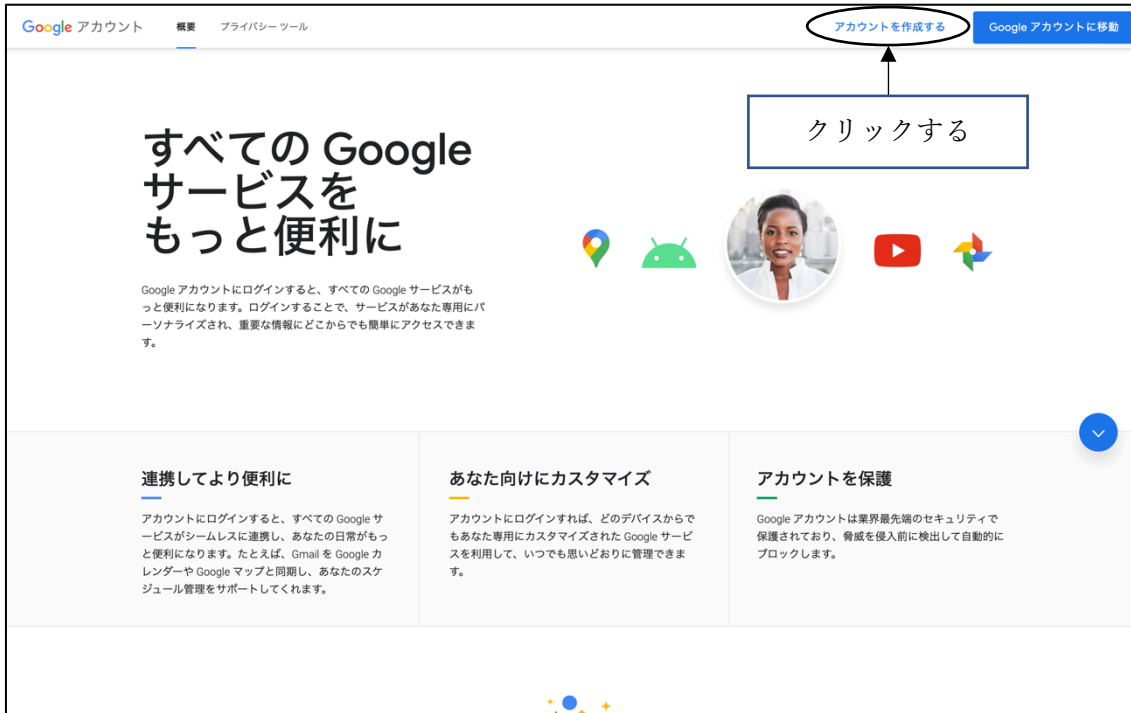 Google アカウント 概要 プライバシー ツール アカウントを作成する Google アカウントに移動
クリックする
すべての Google
サービスを
もっと便利に
Google アカウントにログインすると、すべての Google サービスがも
っと便利になります。ログインすることで、サービスがあなた専用にパ
ーソナライズされ、重要な情報にどこからでも簡単にアクセスできま
す。
連携してより便利に
アカウントにログインすると、すべての Google サ
ービスがシームレスに連携し、あなたの日常がもっ
と便利になります。たとえば、Gmail を Google カ
レンダーや Google マップと同期し、あなたのスケ
ジュール管理をサポートしてくれます。
あなた向けにカスタマイズ
アカウントにログインすれば、どのデバイスからで
もあなた専用にカスタマイズされた Google サービ
スを利用して、いつでも思いどおりに管理できま
す。
アカウントを保護
Google アカウントは業界最先端のセキュリティで
保護されており、脅威を侵入前に検出して自動的に
ブロックします。